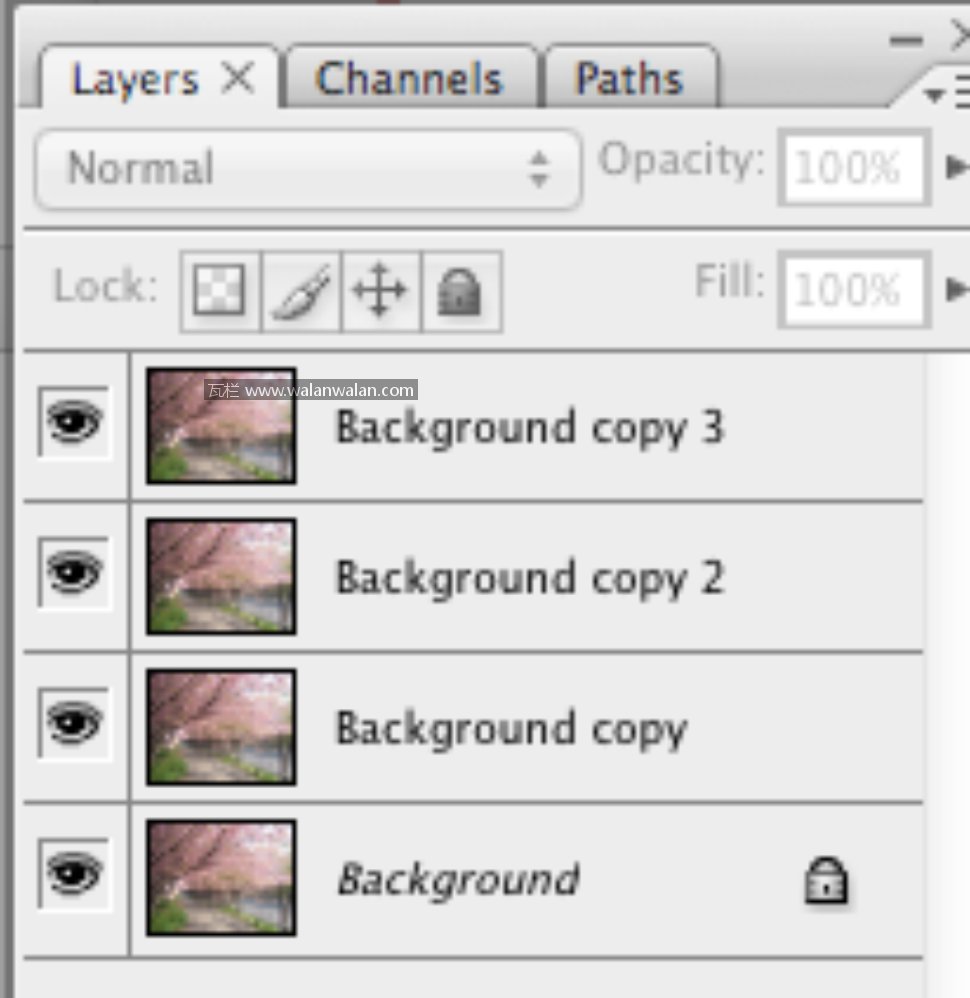 Layers Channels Paths
Normal Opacity: 100%
Lock: Fill: 100%
瓦栏 www.walanwalan.com
Background copy 3
Background copy 2
Background copy
Background